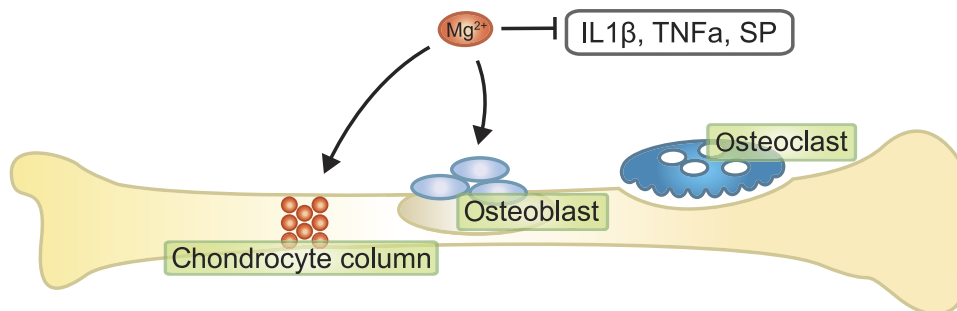 Mg²⁺
IL1β, TNFa, SP
Osteoclast
Osteoblast
Chondrocyte column